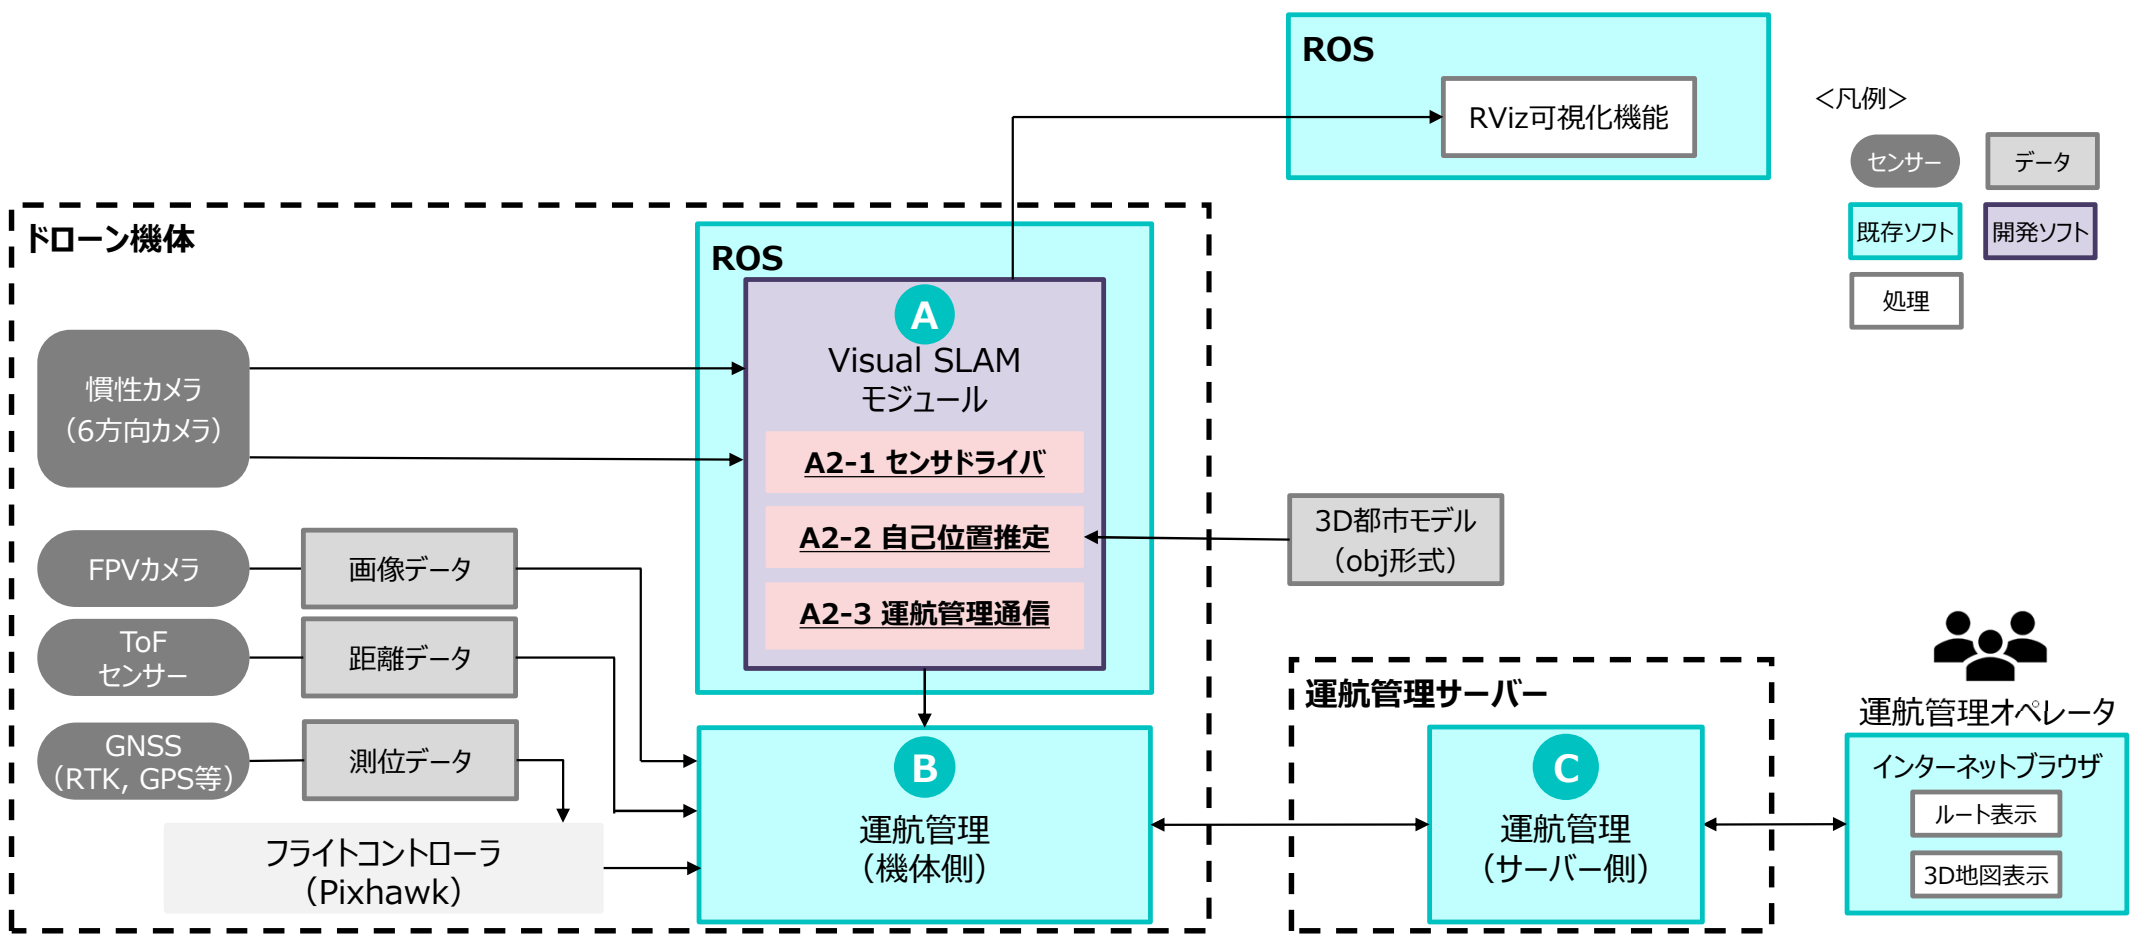 ROS
RViz可視化機能
＜凡例＞
センサー
データ
既存ソフト
開発ソフト
処理
ドローン機体
ROS
A
Visual SLAM
モジュール
A2-1 センサドライバ
A2-2 自己位置推定
A2-3 運航管理通信
慣性カメラ
（6方向カメラ）
FPVカメラ
画像データ
ToF
センサー
距離データ
GNSS
（RTK, GPS等）
測位データ
フライトコントローラ
（Pixhawk）
B
運航管理
（機体側）
3D都市モデル
（obj形式）
運航管理サーバー
C
運航管理
（サーバー側）
運航管理オペレータ
インターネットブラウザ
ルート表示
3D地図表示